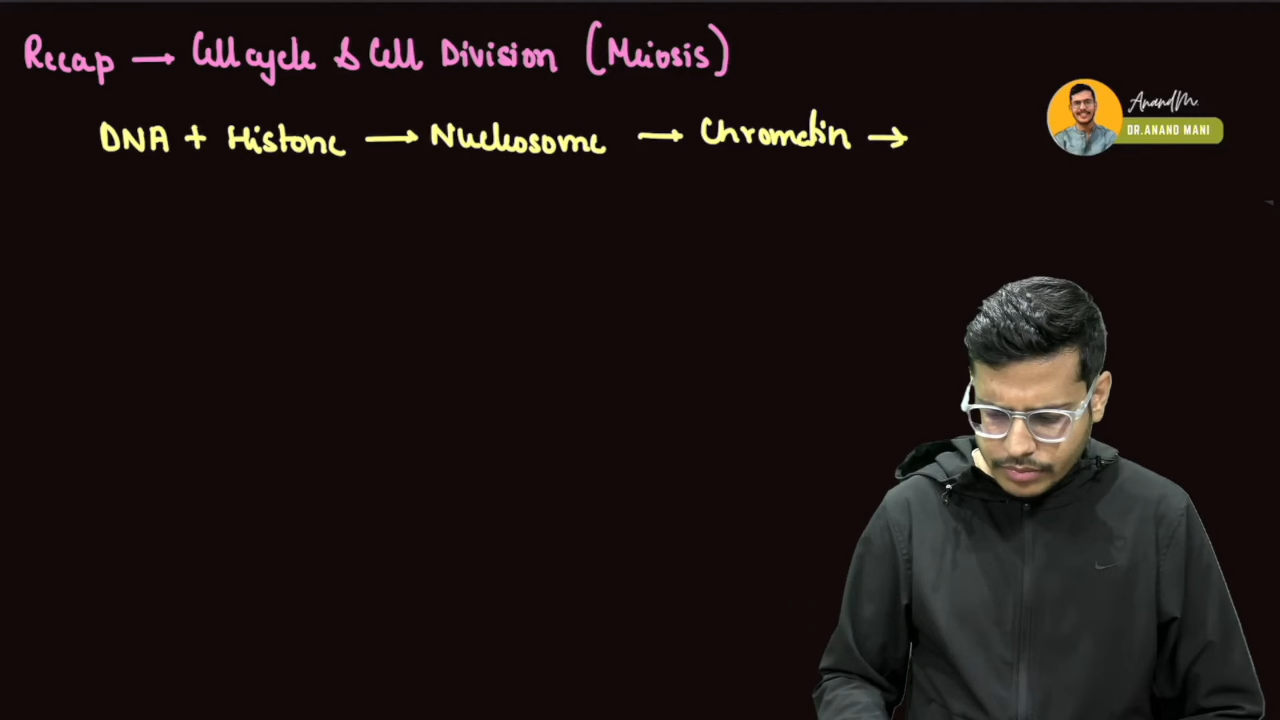 Recap → Cell cycle & Cell Division (Meiosis)
DNA + Histone → Nucleosome → Chromatin →
AnandM.
DR.ANAND MANI